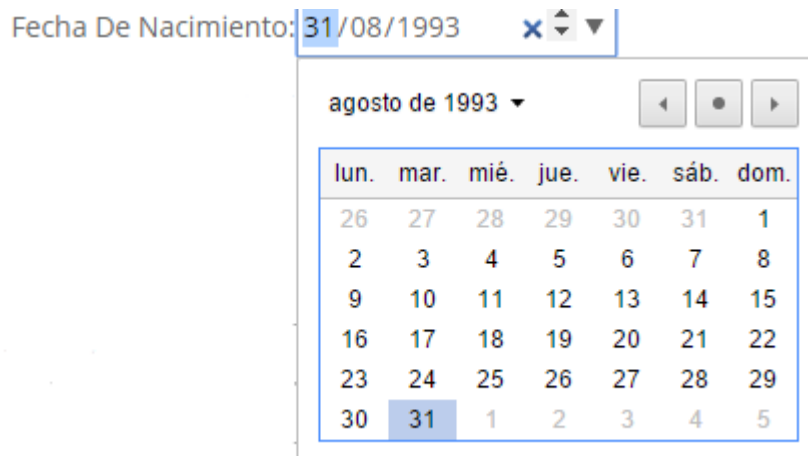 Fecha De Nacimiento: 31/08/1993
agosto de 1993
lun. mar. mié. jue. vie. sáb. dom.
26 27 28 29 30 31 1
2 3 4 5 6 7 8
9 10 11 12 13 14 15
16 17 18 19 20 21 22
23 24 25 26 27 28 29
30 31 1 2 3 4 5